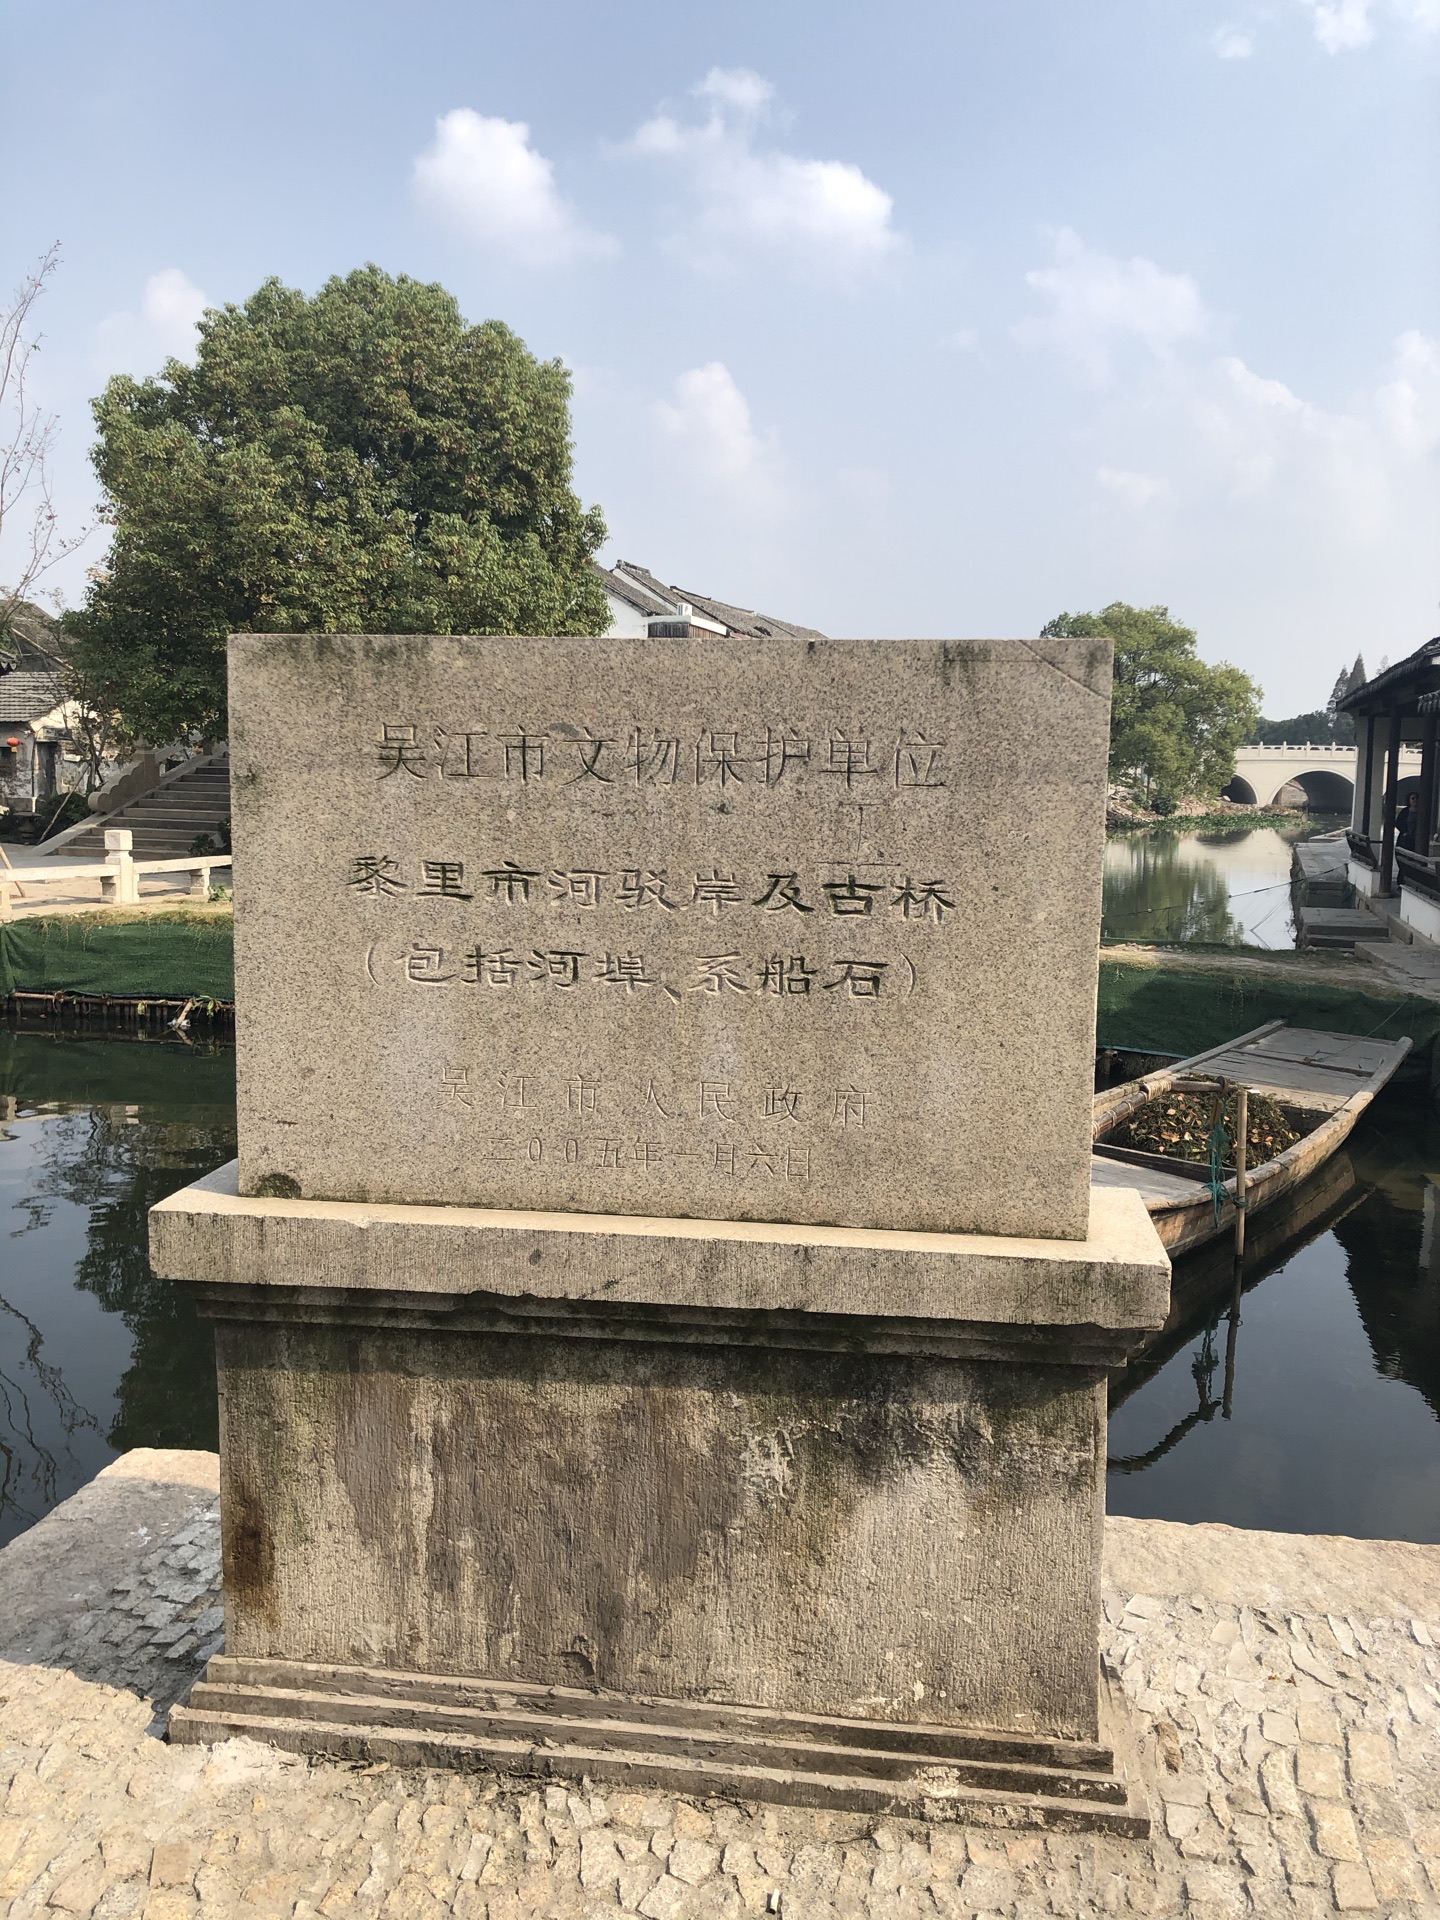 吴江市文物保护单位
黎里市河驳岸及古桥
（包括河埠、系船石）
吴江市人民政府
二00五年一月六日